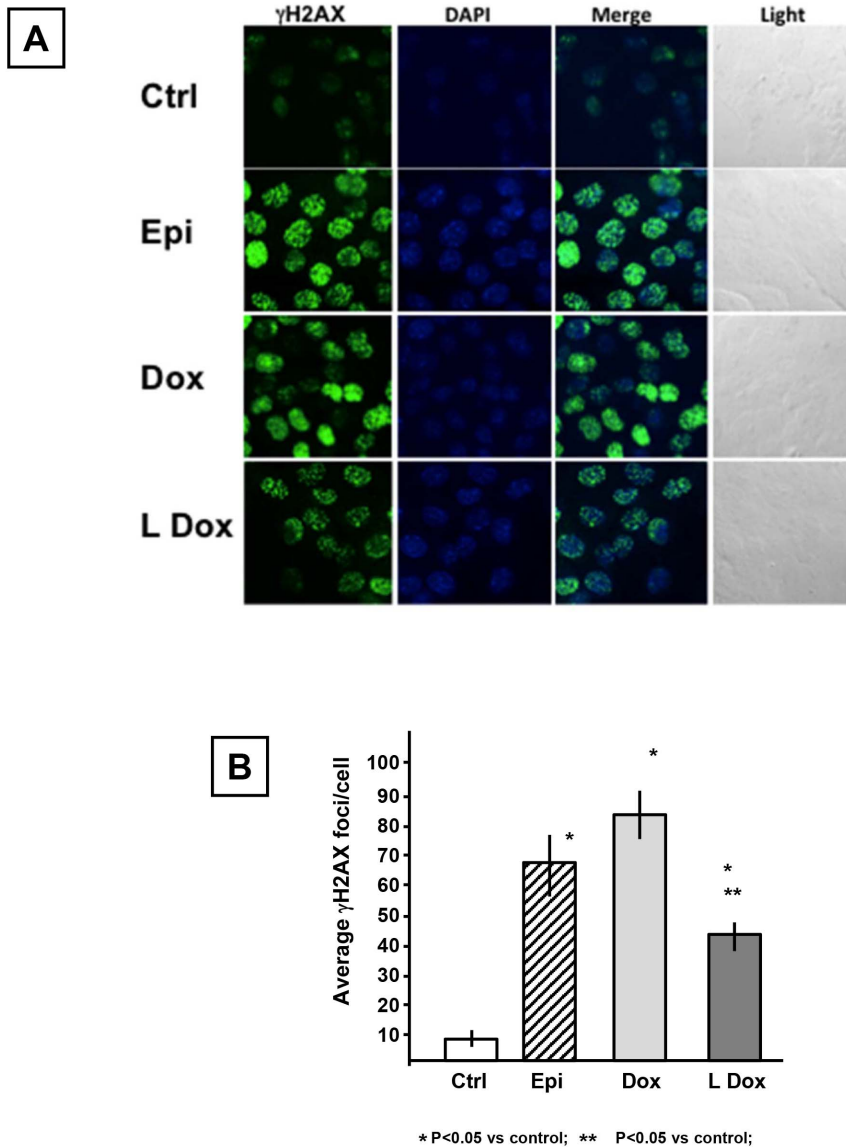 A
γH2AX DAPI Merge Light
Ctrl
Epi
Dox
L Dox
B
Average γH2AX foci/cell
100
90
80
70
60
50
40
30
20
10
*
*
*
**
Ctrl Epi Dox L Dox
* P<0.05 vs control; ** P<0.05 vs control;